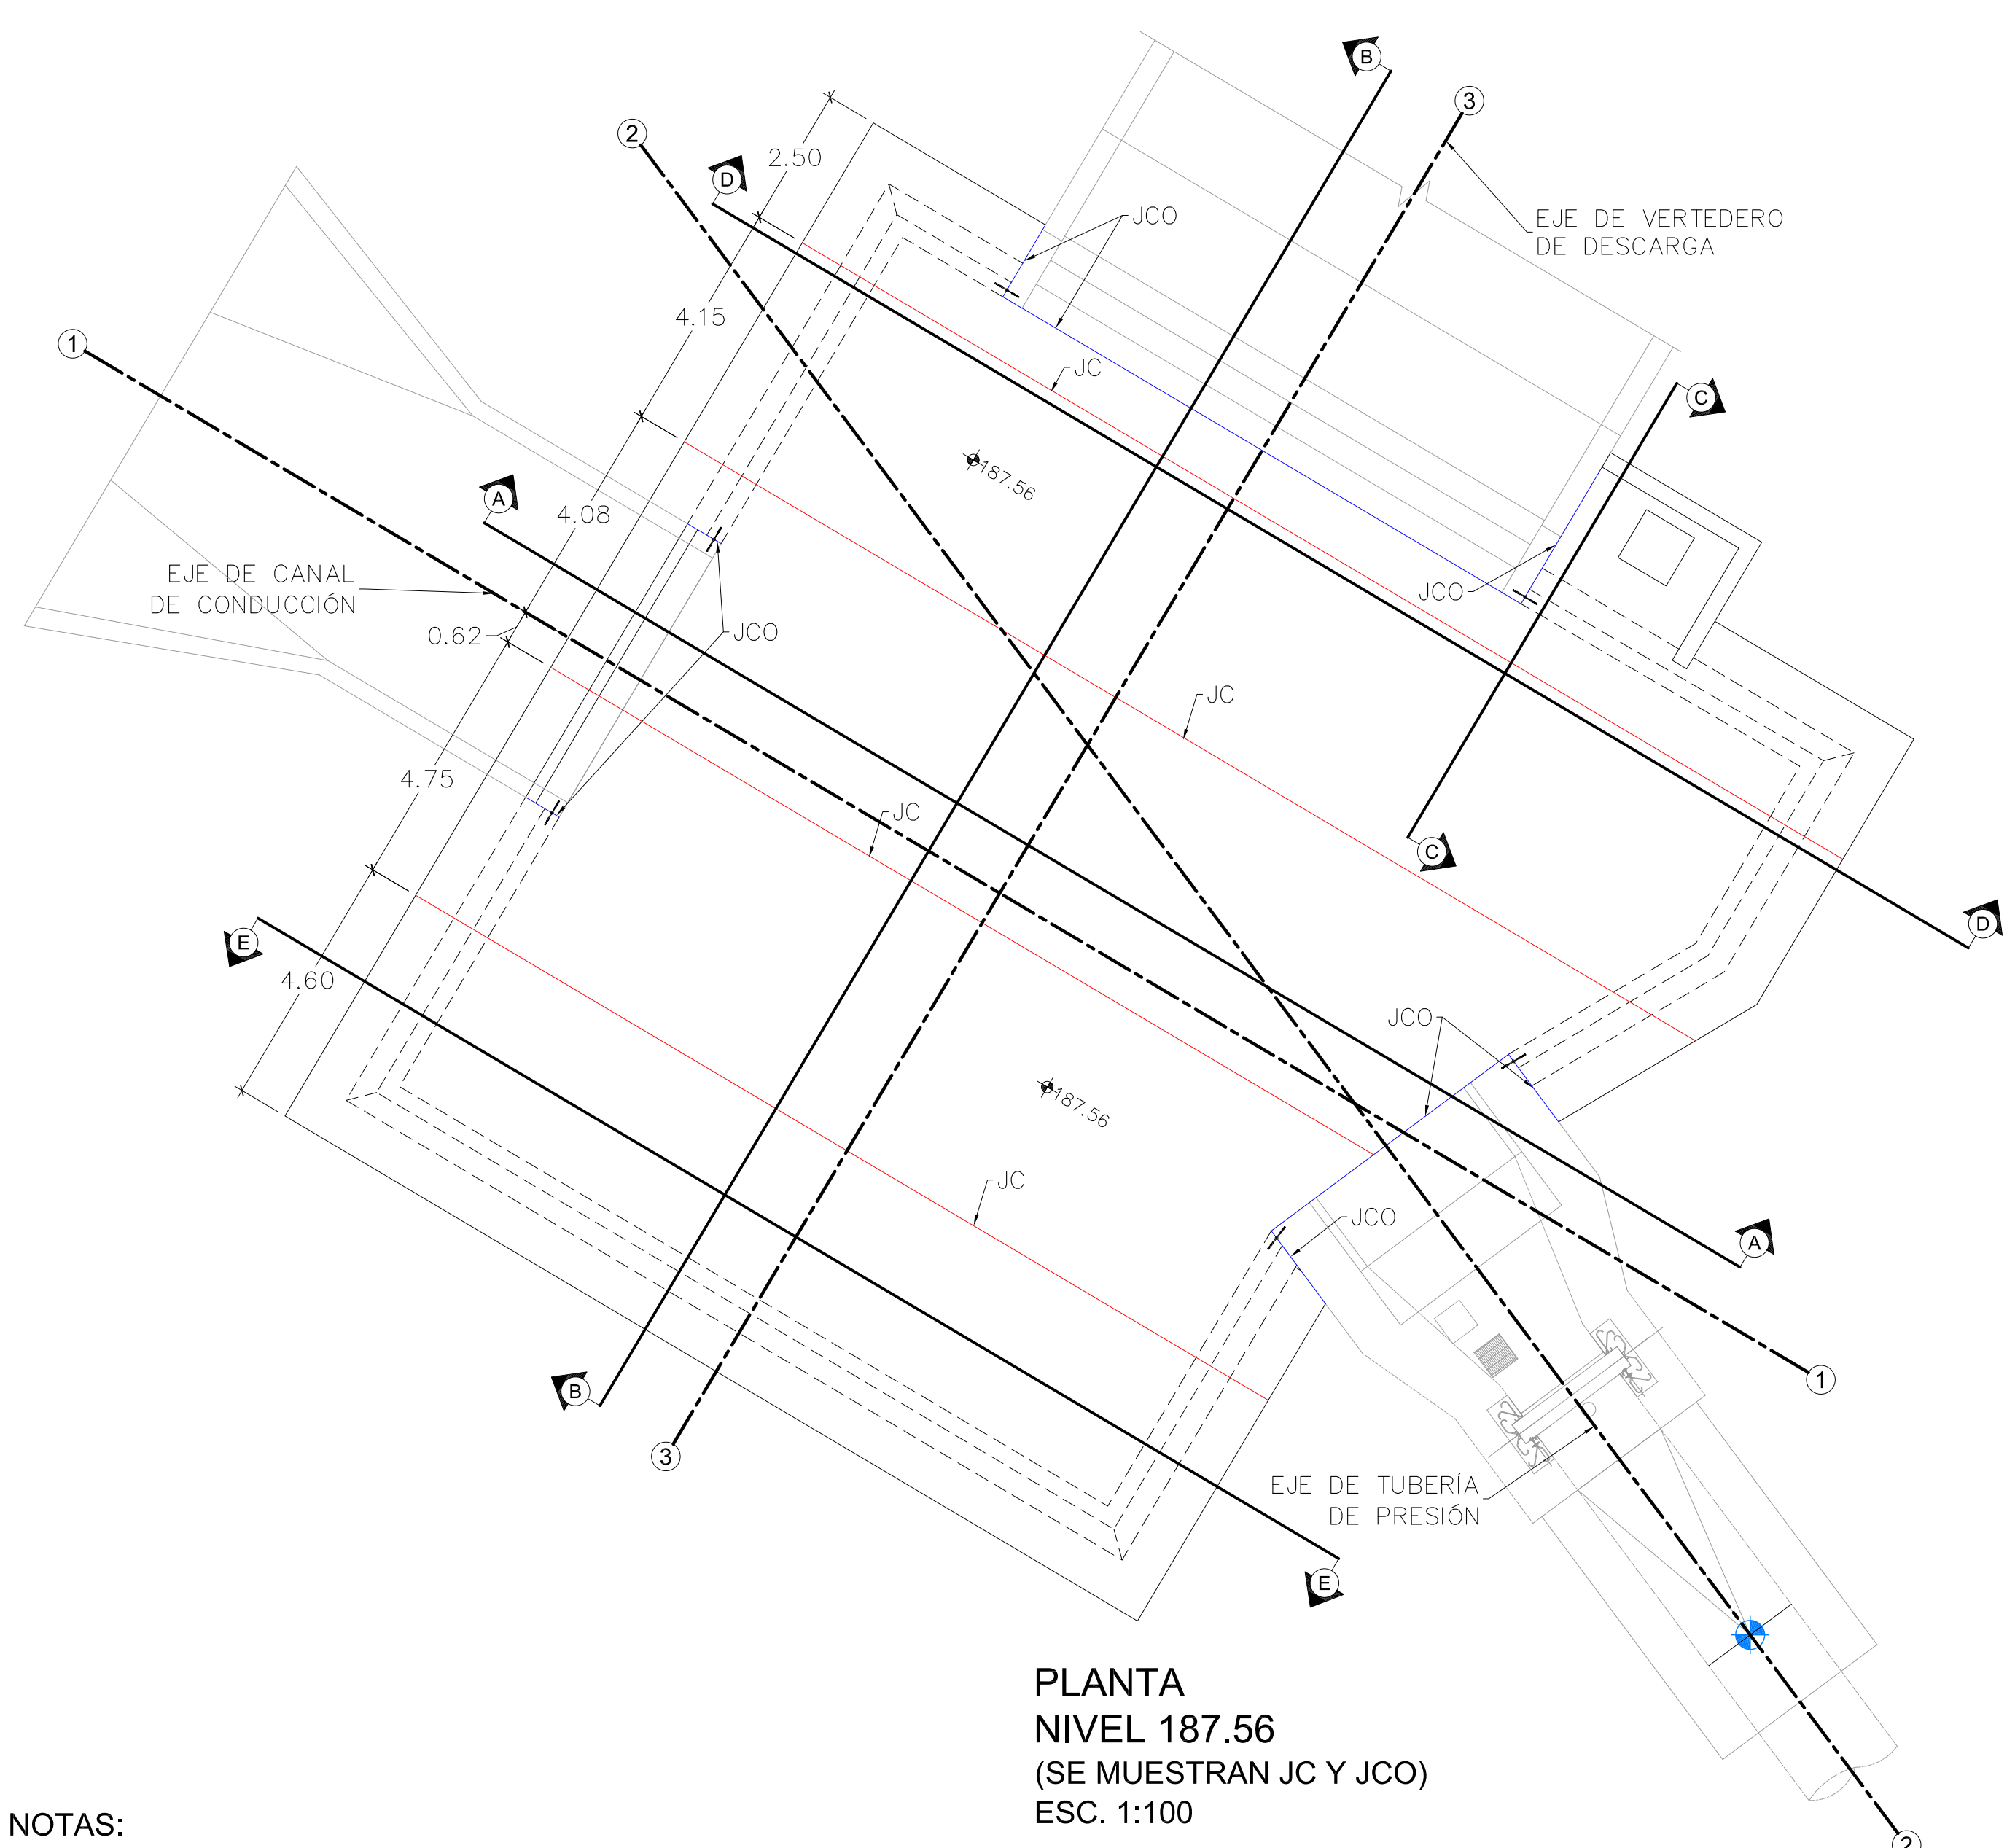 B
3
2
2.50
D
JCO
EJE DE VERTEDERO
DE DESCARGA
4.15
1
JC
C
187.56
A
4.08
EJE DE CANAL
DE CONDUCCIÓN
JCO
0.62
JCO
JC
4.75
JC
C
D
E
4.60
JCO
187.56
JC
JCO
A
1
B
3
EJE DE TUBERÍA
DE PRESIÓN
E
PLANTA
NIVEL 187.56
(SE MUESTRAN JC Y JCO)
ESC. 1:100
NOTAS:
2